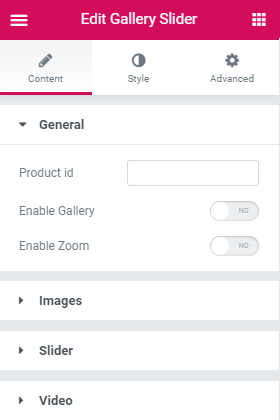 Edit Gallery Slider
Content Style Advanced
General
Product id
Enable Gallery NO
Enable Zoom NO
Images
Slider
Video